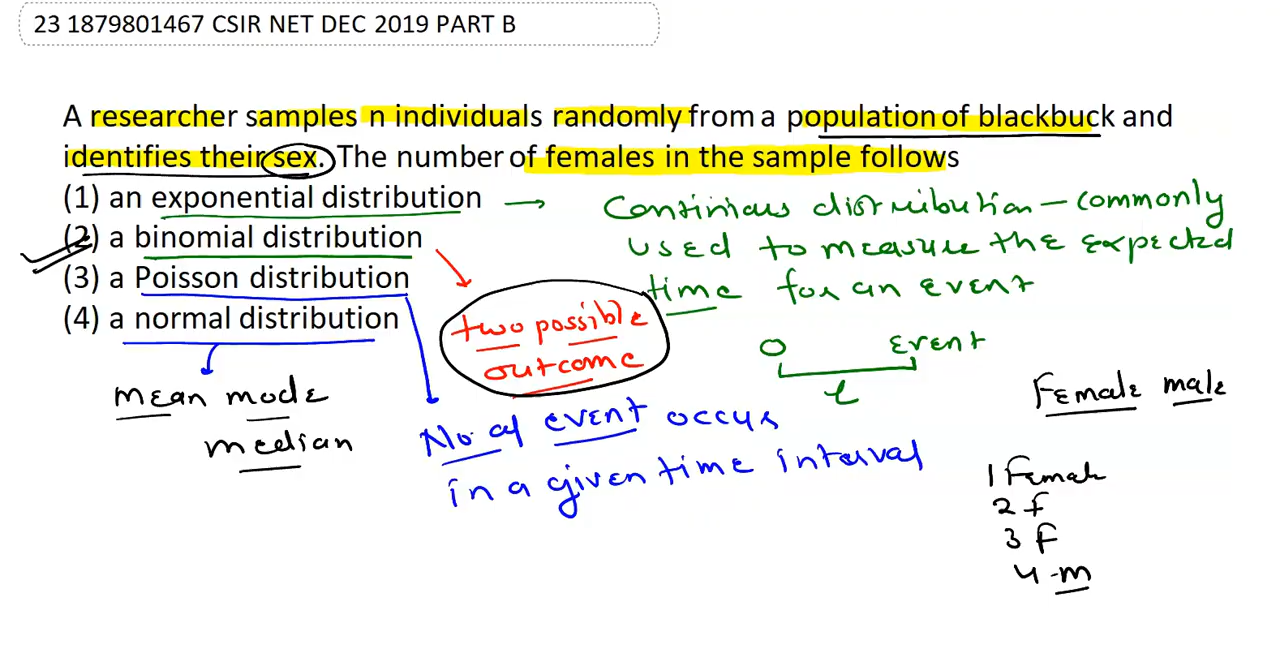 23 1879801467 CSIR NET DEC 2019 PART B
A researcher samples n individuals randomly from a population of blackbuck and
identifies their sex. The number of females in the sample follows
(1) an exponential distribution
(2) a binomial distribution
(3) a Poisson distribution
(4) a normal distribution
Continious distribution - commonly
used to measure the expected
time for an event
two possible
outcome
0 Event
t
mean mode
median
No of event occurs
in a given time interval
Female male
1 Female
2 f
3 F
4 -m